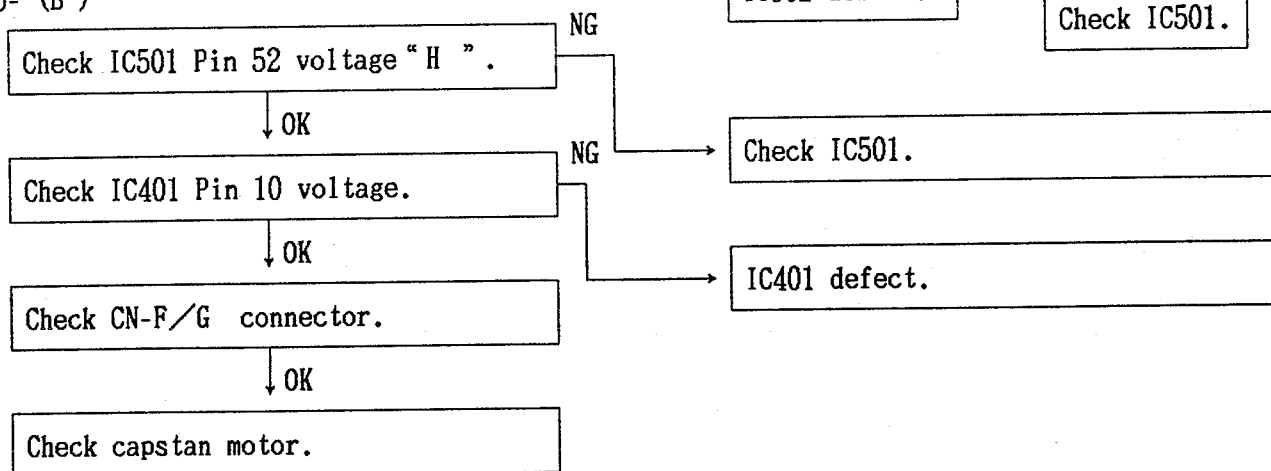 (B )
Check IC501.
NG
Check IC501 Pin 52 voltage “ H ”.
OK
Check IC501.
NG
Check IC401 Pin 10 voltage.
OK
IC401 defect.
Check CN-F／G connector.
OK
Check capstan motor.